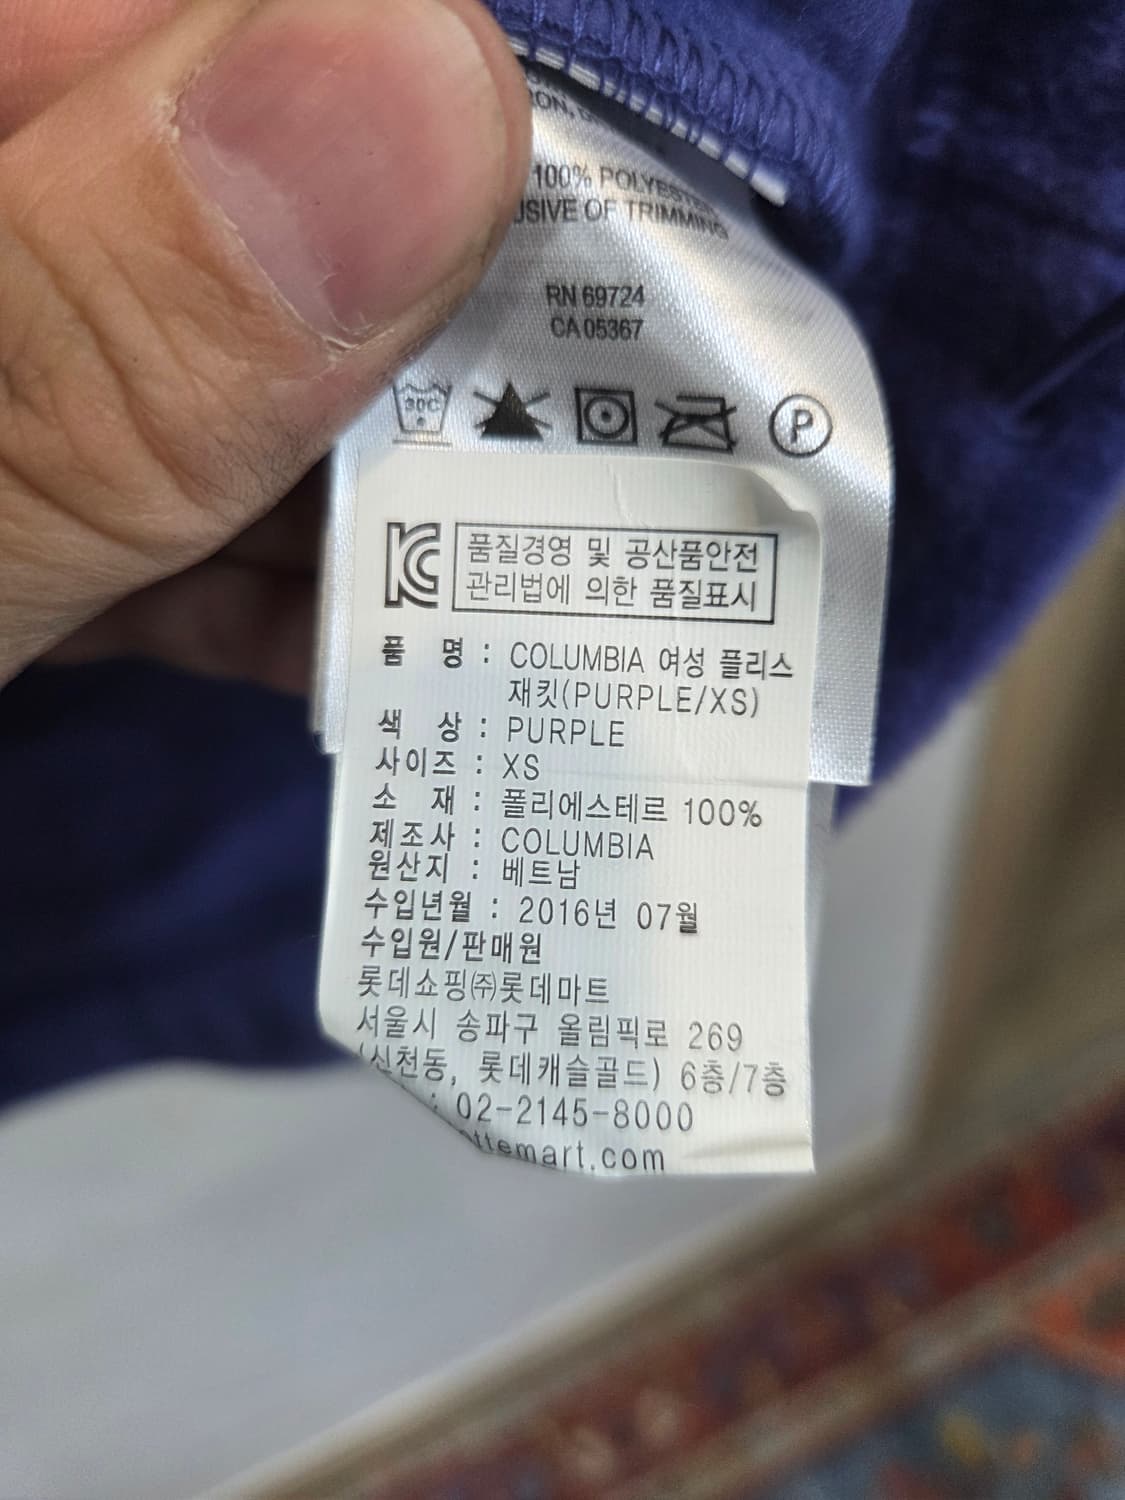 100% POLYESTER
OF TRIMMING
RN 69724
CA 05367
30C
P
품질경영 및 공산품안전
관리법에 의한 품질표시
품 명 : COLUMBIA 여성 플리스
재킷(PURPLE/XS)
색 상 : PURPLE
사이즈 : XS
소 재 : 폴리에스테르 100%
제조사 : COLUMBIA
원산지 : 베트남
수입년월 : 2016년 07월
수입원/판매원
롯데쇼핑㈜롯데마트
서울시 송파구 올림픽로 269
(신천동, 롯데캐슬골드) 6층/7층
: 02-2145-8000
ottemart.com